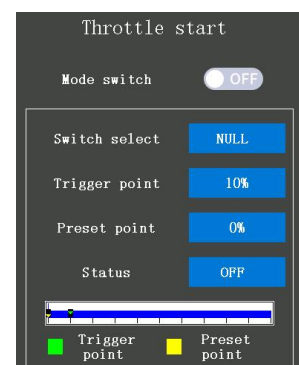 Throttle start
Mode switch OFF
Switch select NULL
Trigger point 10%
Preset point 0%
Status OFF
Trigger point
Preset point